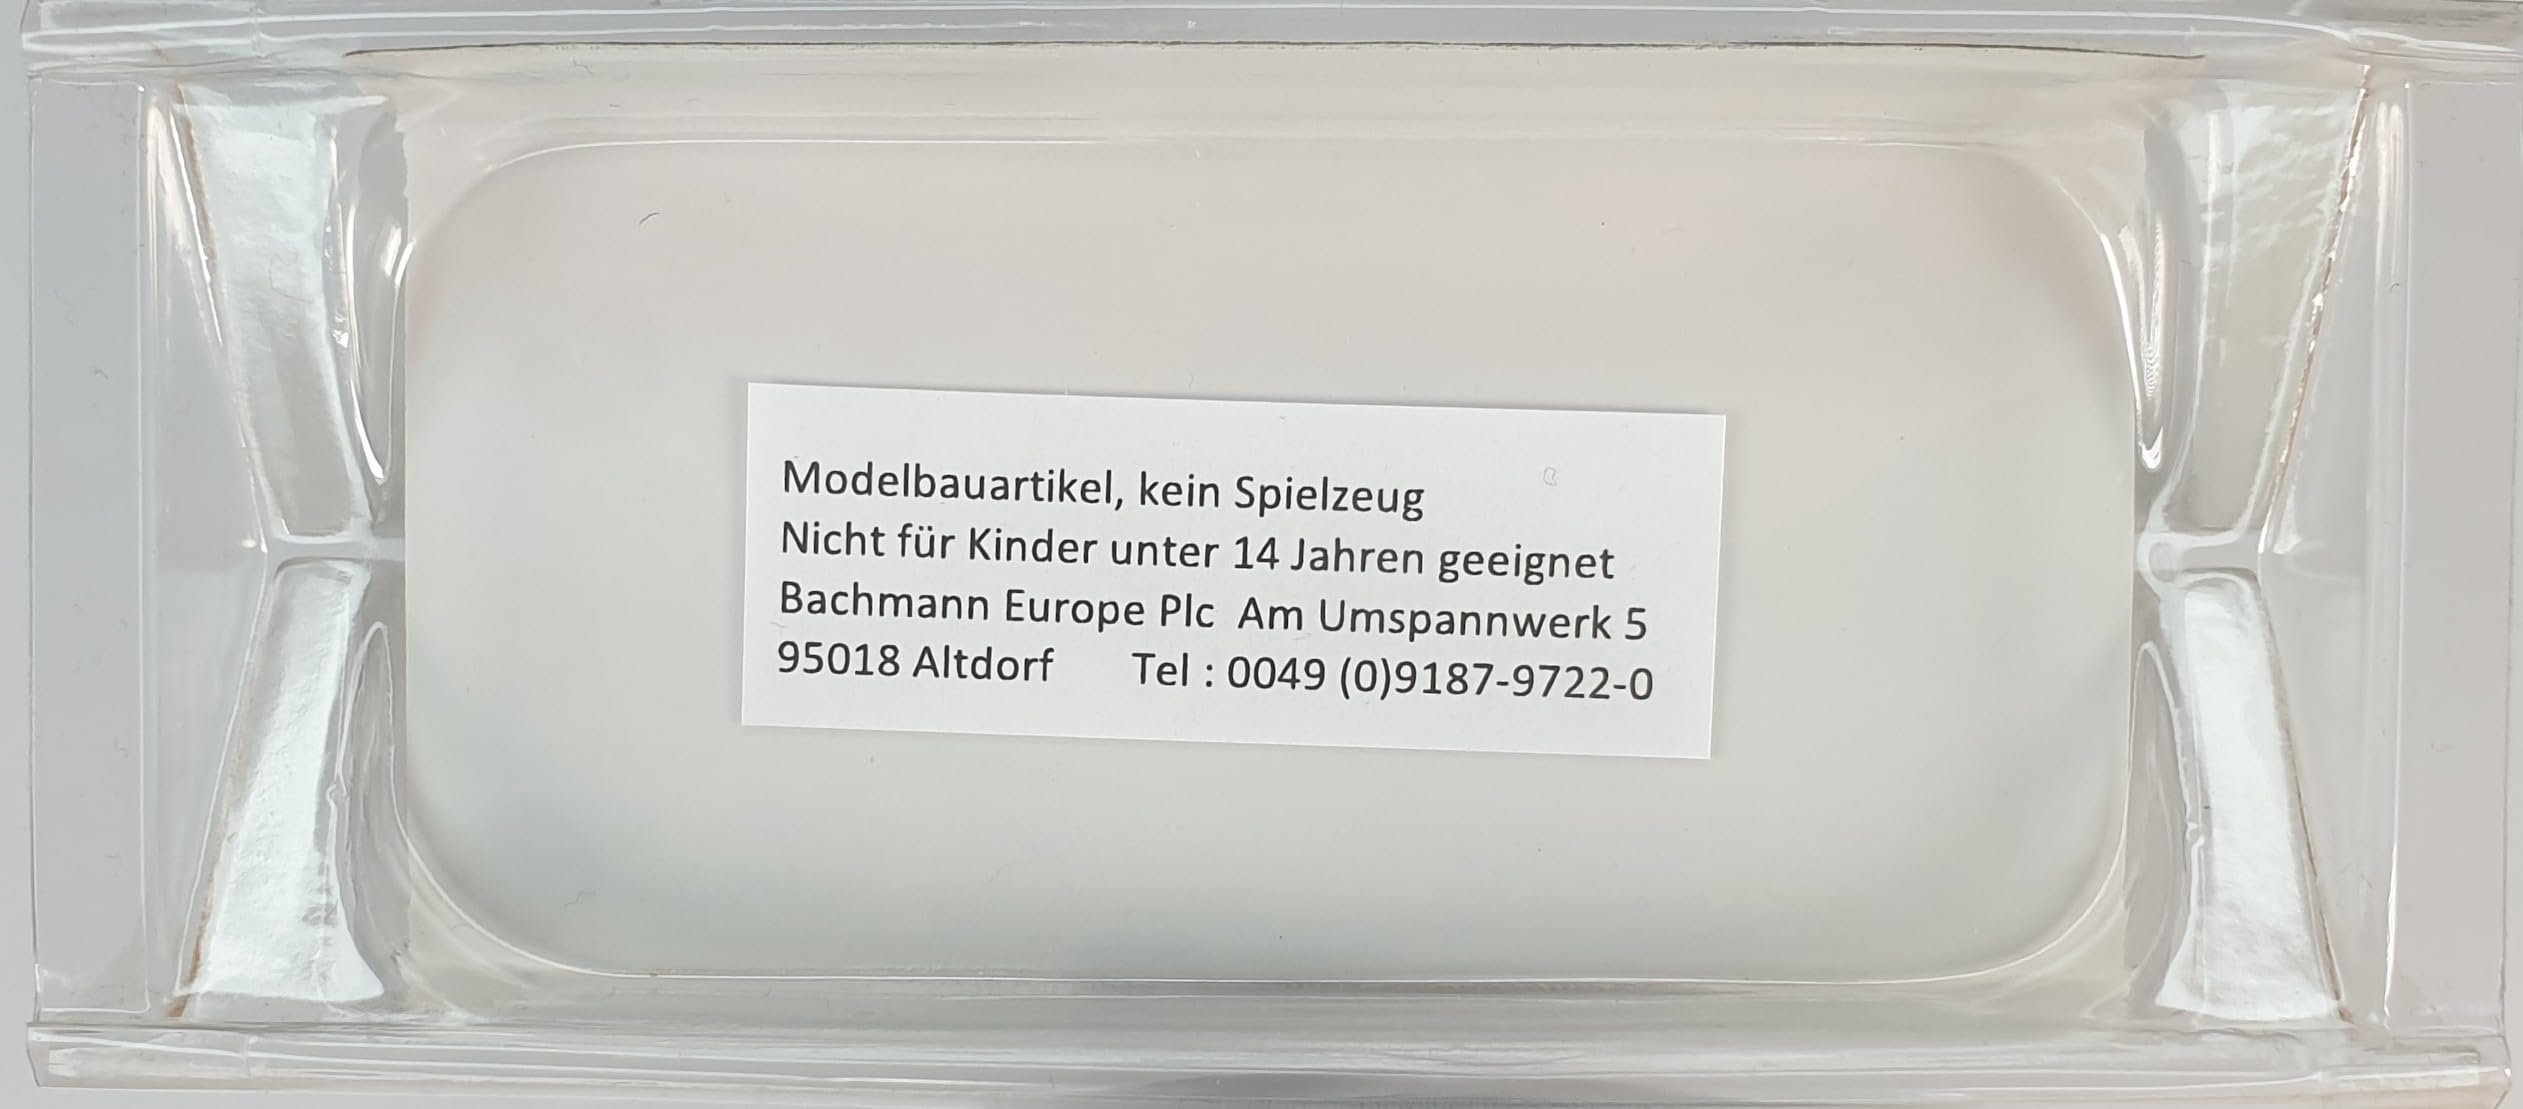 Modelbauartikel, kein Spielzeug
Nicht für Kinder unter 14 Jahren geeignet
Bachmann Europe Plc  Am Umspannwerk 5
95018 Altdorf  Tel : 0049 (0)9187-9722-0